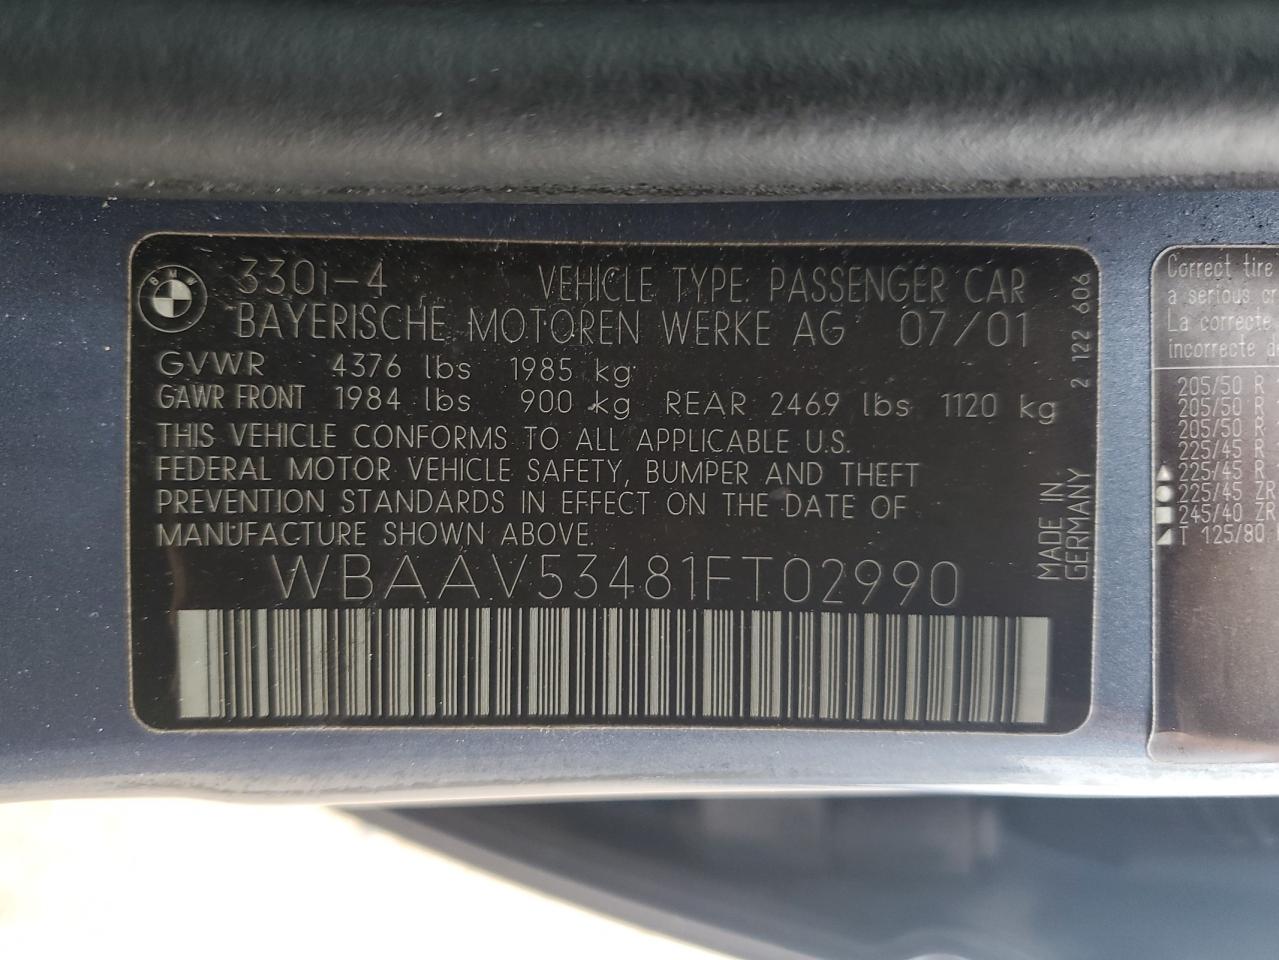 BMW
330i-4 VEHICLE TYPE: PASSENGER CAR
BAYERISCHE MOTOREN WERKE AG 07/01
GVWR 4376 lbs 1985 kg
GAWR FRONT 1984 lbs 900 kg REAR 2469 lbs 1120 kg
THIS VEHICLE CONFORMS TO ALL APPLICABLE U.S.
FEDERAL MOTOR VEHICLE SAFETY, BUMPER AND THEFT
PREVENTION STANDARDS IN EFFECT ON THE DATE OF
MANUFACTURE SHOWN ABOVE.
WBAAV53481FT02990
2 122 606
MADE IN
GERMANY
Correct tire
a serious cr
La correcte
incorrecte d
205/50 R
205/50 R
205/50 R
225/45 R
225/45 R
225/45 ZR
245/40 ZR
T 125/80